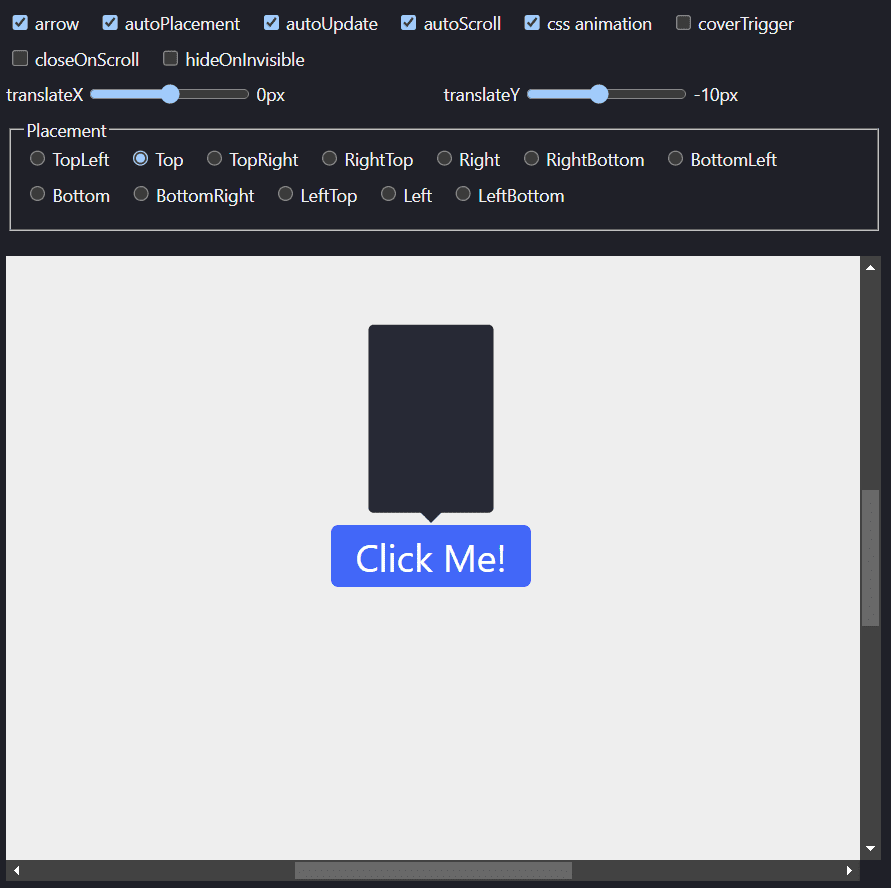 arrow autoPlacement autoUpdate autoScroll css animation coverTrigger
closeOnScroll hideOnInvisible
translateX 0px translateY -10px
Placement
TopLeft Top TopRight RightTop Right RightBottom BottomLeft
Bottom BottomRight LeftTop Left LeftBottom
Click Me!